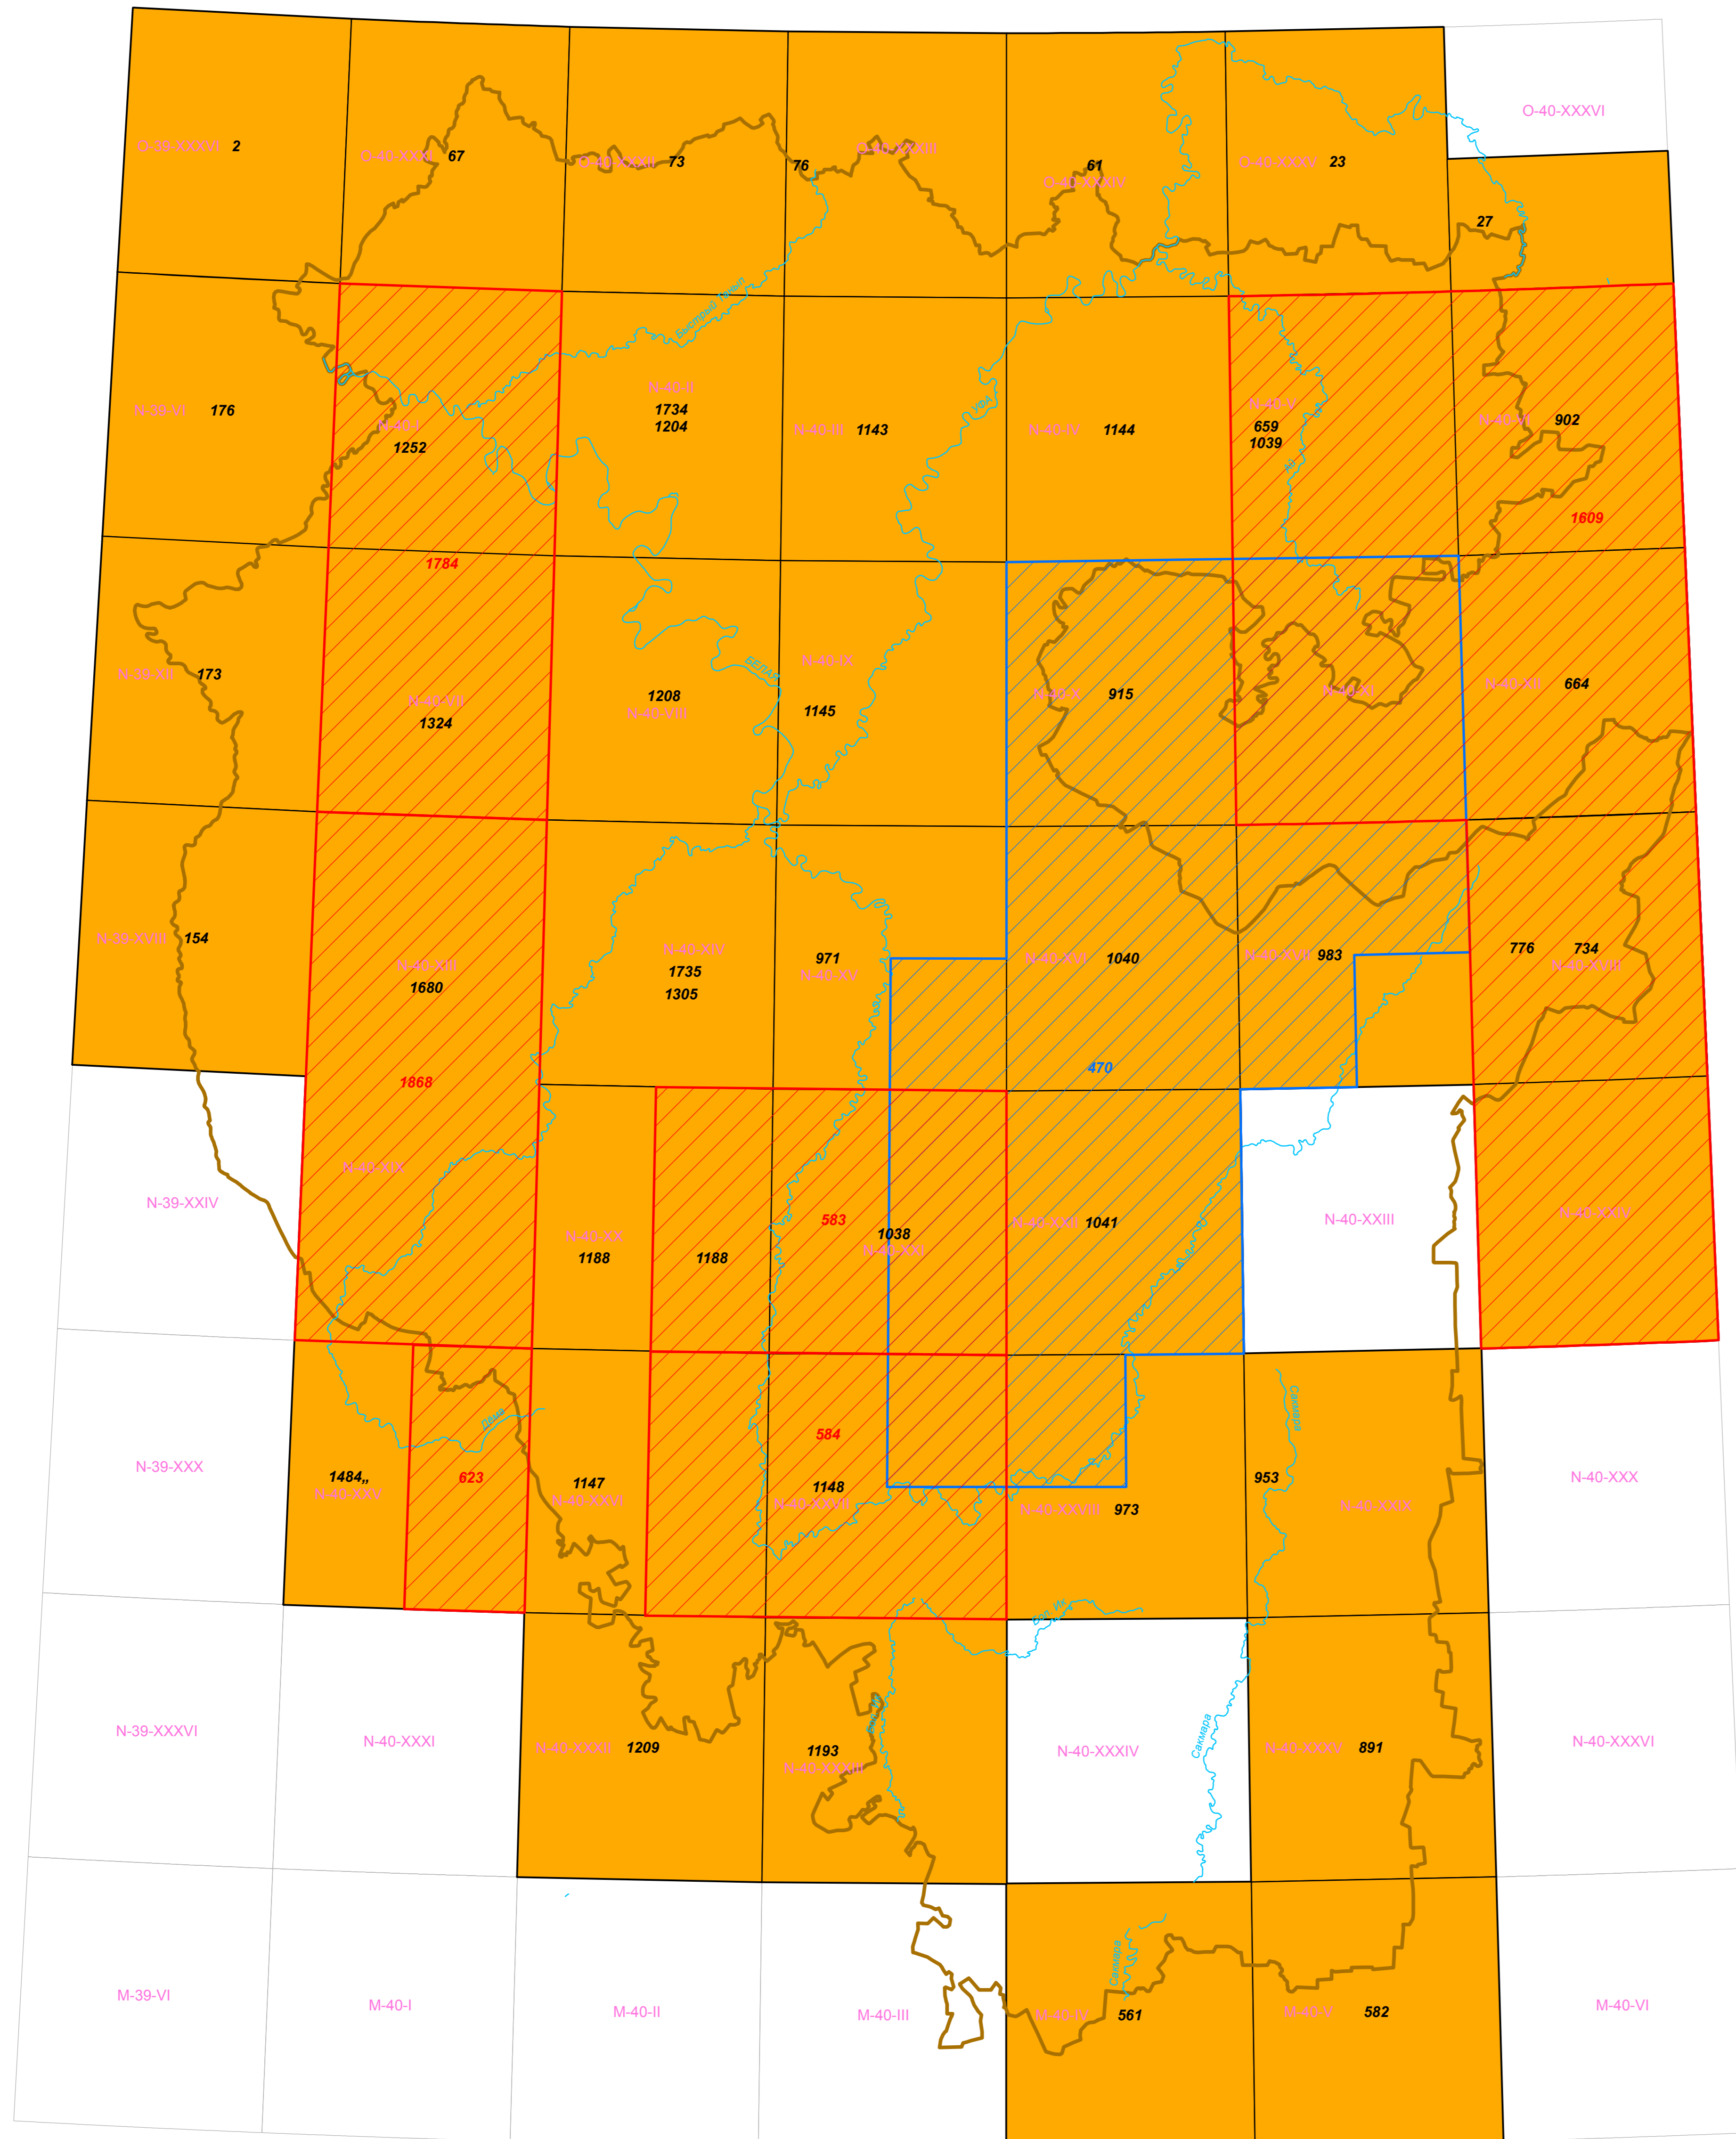 O-40-XXXVI
O-39-XXXVI 2
O-40-XXXI 67
O-40-XXXII 73
76
O-40-XXXIII
61
O-40-XXXIV
O-40-XXXV 23
27
Быстрый Танып
N-39-VI 176
N-40-I
1252
N-40-II
1734
1204
N-40-III 1143
УФА
N-40-IV 1144
N-40-V
659
1039
Ай
N-40-VI 902
1609
1784
N-39-XII 173
N-40-VII
1324
1208
N-40-VIII
БЕЛАЯ
N-40-IX
1145
N-40-X 915
N-40-XI
N-40-XII 664
N-39-XVIII 154
N-40-XIII
1680
N-40-XIV
1735
1305
971
N-40-XV
N-40-XVI 1040
N-40-XVII 983
776 734
N-40-XVIII
1868
470
N-39-XXIV
N-40-XIX
N-40-XX
1188
1188
583
1038
N-40-XXI
N-40-XXII 1041
N-40-XXIII
N-40-XXIV
N-39-XXX
1484,,
N-40-XXV
Дема
623
1147
N-40-XXVI
584
1148
N-40-XXVII
N-40-XXVIII 973
953
Сакмара
N-40-XXIX
N-40-XXX
N-39-XXXVI
N-40-XXXI
N-40-XXXII 1209
1193
N-40-XXXIII
Бол. Ик
N-40-XXXIV
Сакмара
N-40-XXXV 891
N-40-XXXVI
M-39-VI
M-40-I
M-40-II
M-40-III
Сакмара
M-40-IV 561
M-40-V 582
M-40-VI